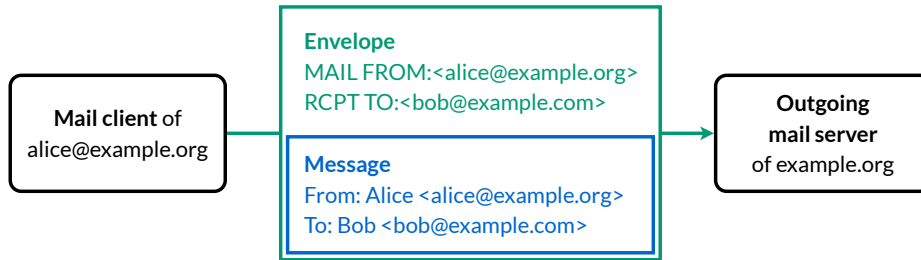 Mail client of
alice@example.org
Envelope
MAIL FROM:<alice@example.org>
RCPT TO:<bob@example.com>
Message
From: Alice <alice@example.org>
To: Bob <bob@example.com>
Outgoing
mail server
of example.org